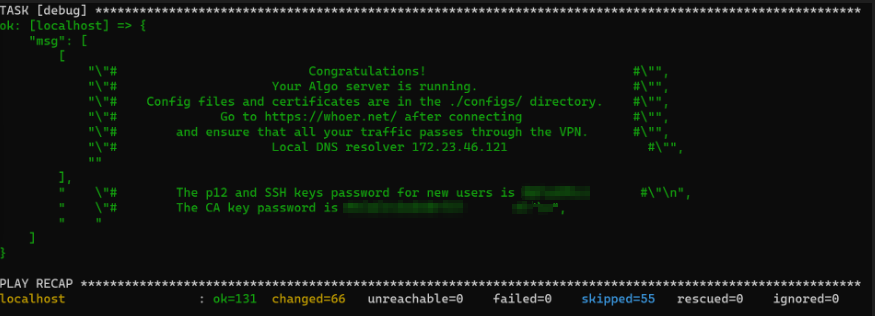 TASK [debug] *******************************************************************************************************
ok: [localhost] => {
"msg": [
[
"\"# Congratulations! #\"",
"\"# Your Algo server is running. #\"",
"\"# Config files and certificates are in the ./configs/ directory. #\"",
"\"# Go to https://whoer.net/ after connecting #\"",
"\"# and ensure that all your traffic passes through the VPN. #\"",
"\"# Local DNS resolver 172.23.46.121 #\"",
""
],
" \"# The p12 and SSH keys password for new users is #\"\n",
" \"# The CA key password is ",
" "
]
}
PLAY RECAP *********************************************************************************************************
localhost : ok=131 changed=66 unreachable=0 failed=0 skipped=55 rescued=0 ignored=0